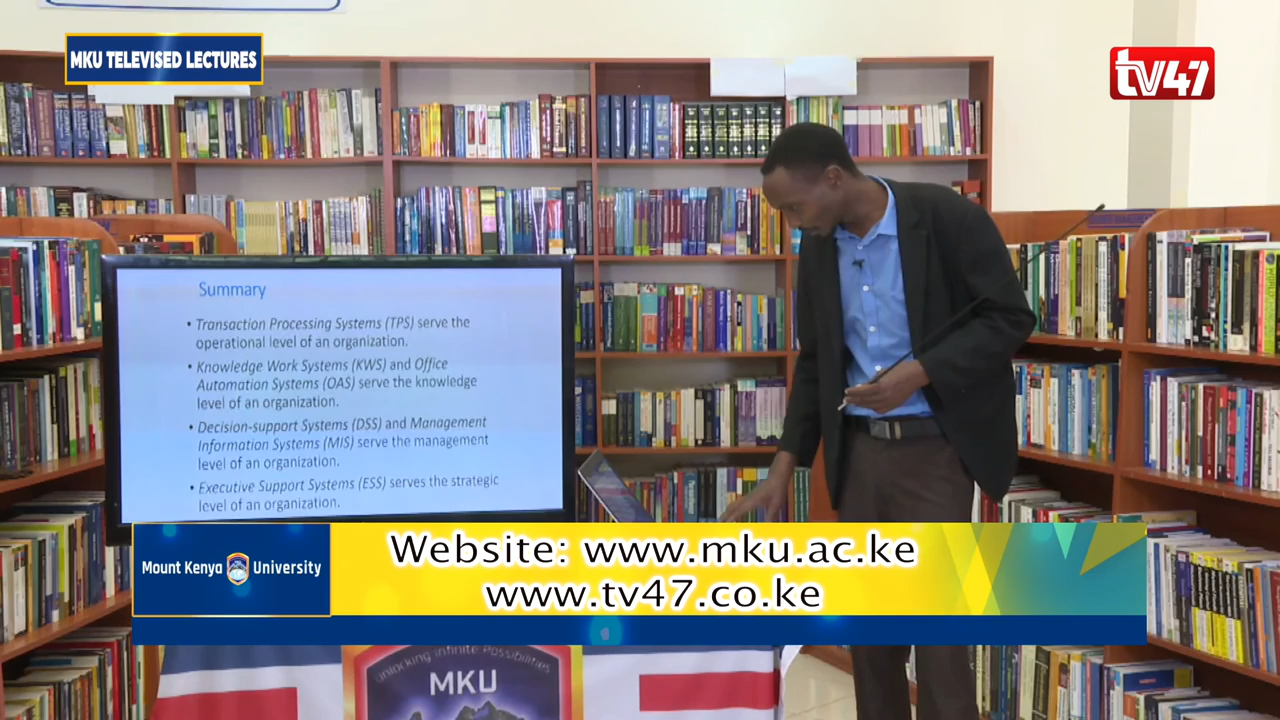 MKU TELEVISED LECTURES
tv47
Summary
• Transaction Processing Systems (TPS) serve the
operational level of an organization.
• Knowledge Work Systems (KWS) and Office
Automation Systems (OAS) serve the knowledge
level of an organization.
• Decision-support Systems (DSS) and Management
Information Systems (MIS) serve the management
level of an organization.
• Executive Support Systems (ESS) serves the strategic
level of an organization.
Mount Kenya University
Website: www.mku.ac.ke
www.tv47.co.ke
Unlocking Infinite Possibilities
MKU